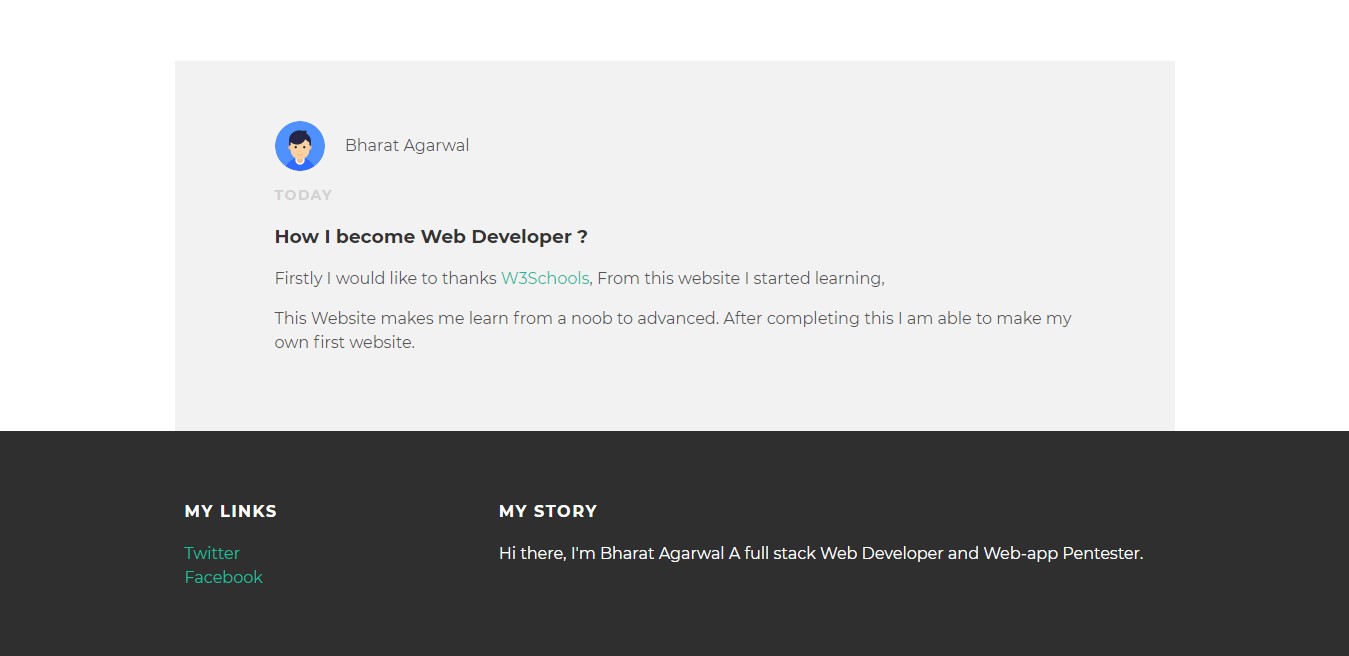 Bharat Agarwal
TODAY
How I become Web Developer ?
Firstly I would like to thanks W3Schools, From this website I started learning,
This Website makes me learn from a noob to advanced. After completing this I am able to make my
own first website.
MY LINKS
Twitter
Facebook
MY STORY
Hi there, I'm Bharat Agarwal A full stack Web Developer and Web-app Pentester.